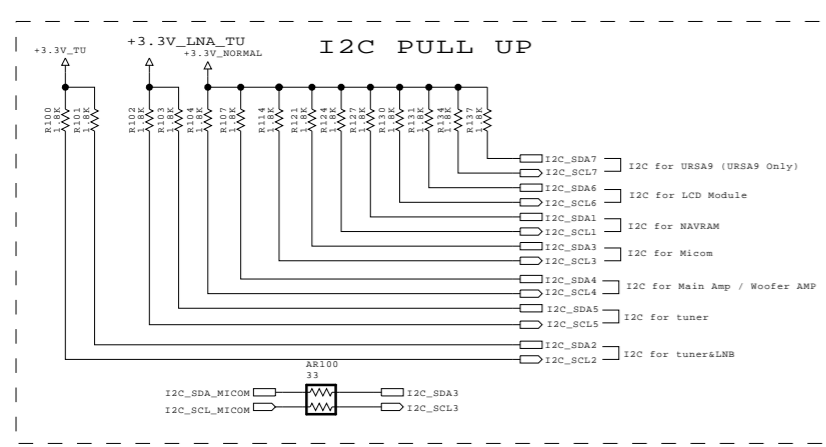 I2C PULL UP
+3.3V_TU
+3.3V_LNA_TU
+3.3V_NORMAL
R100
1.8K
R101
1.8K
R102
1.8K
R103
1.8K
R104
1.8K
R107
1.8K
R114
1.8K
R121
1.8K
R124
1.8K
R127
1.8K
R130
1.8K
R131
1.8K
R134
1.8K
R137
1.8K
I2C_SDA7
I2C_SCL7
I2C for URSA9 (URSA9 Only)
I2C_SDA6
I2C_SCL6
I2C for LCD Module
I2C_SDA1
I2C_SCL1
I2C for NAVRAM
I2C_SDA3
I2C_SCL3
I2C for Micom
I2C_SDA4
I2C_SCL4
I2C for Main Amp / Woofer AMP
I2C_SDA5
I2C_SCL5
I2C for tuner
I2C_SDA2
I2C_SCL2
I2C for tuner&LNB
AR100
33
I2C_SDA_MICOM
I2C_SDA3
I2C_SCL_MICOM
I2C_SCL3